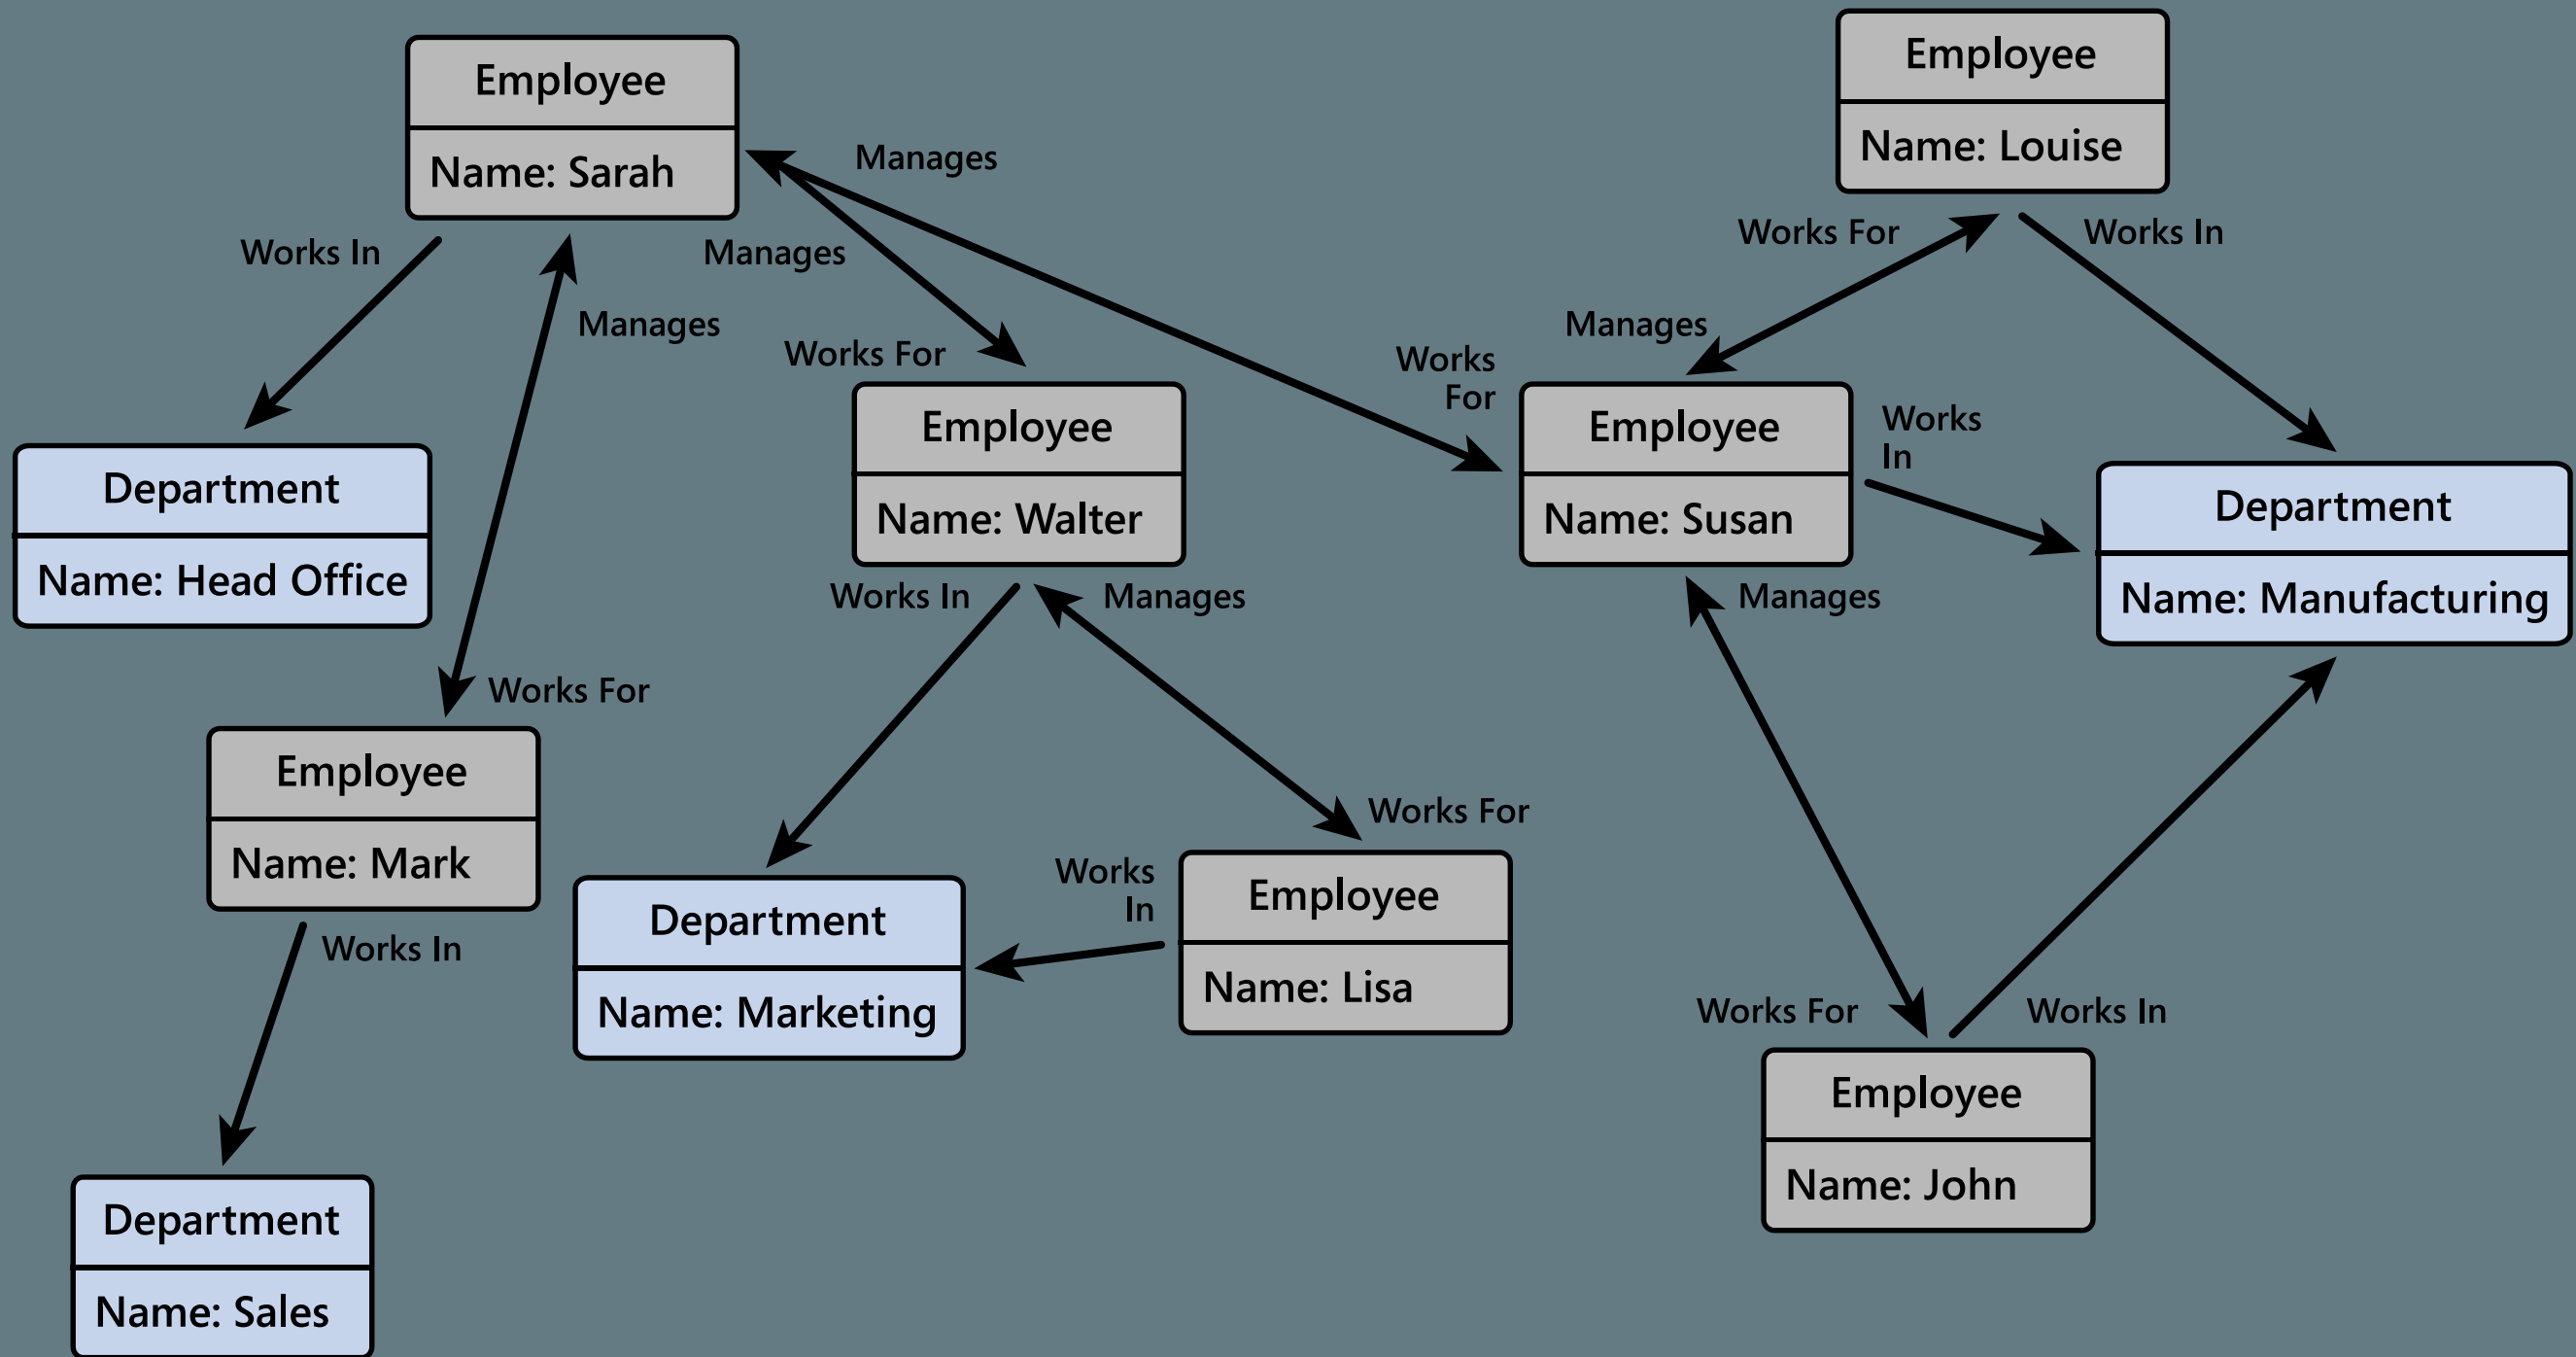 Employee
Name: Sarah
Employee
Name: Louise
Manages
Works In
Manages
Manages
Works For
Works In
Works For
Manages
Works
For
Employee
Name: Walter
Employee
Name: Susan
Works
In
Department
Name: Head Office
Department
Name: Manufacturing
Works In
Manages
Manages
Works For
Employee
Name: Mark
Works For
Works
In
Employee
Name: Lisa
Department
Name: Marketing
Works In
Works For
Works In
Employee
Name: John
Department
Name: Sales